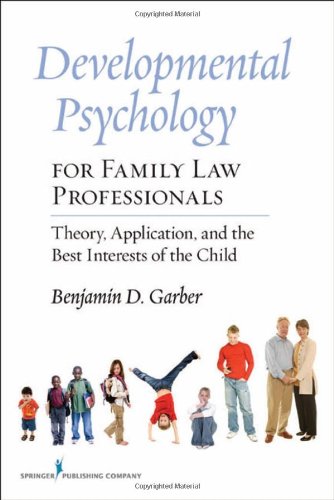 Developmental
Psychology
FOR FAMILY LAW
PROFESSIONALS
Theory, Application, and the
Best Interests of the Child
Benjamin D. Garber
SPRINGER PUBLISHING COMPANY